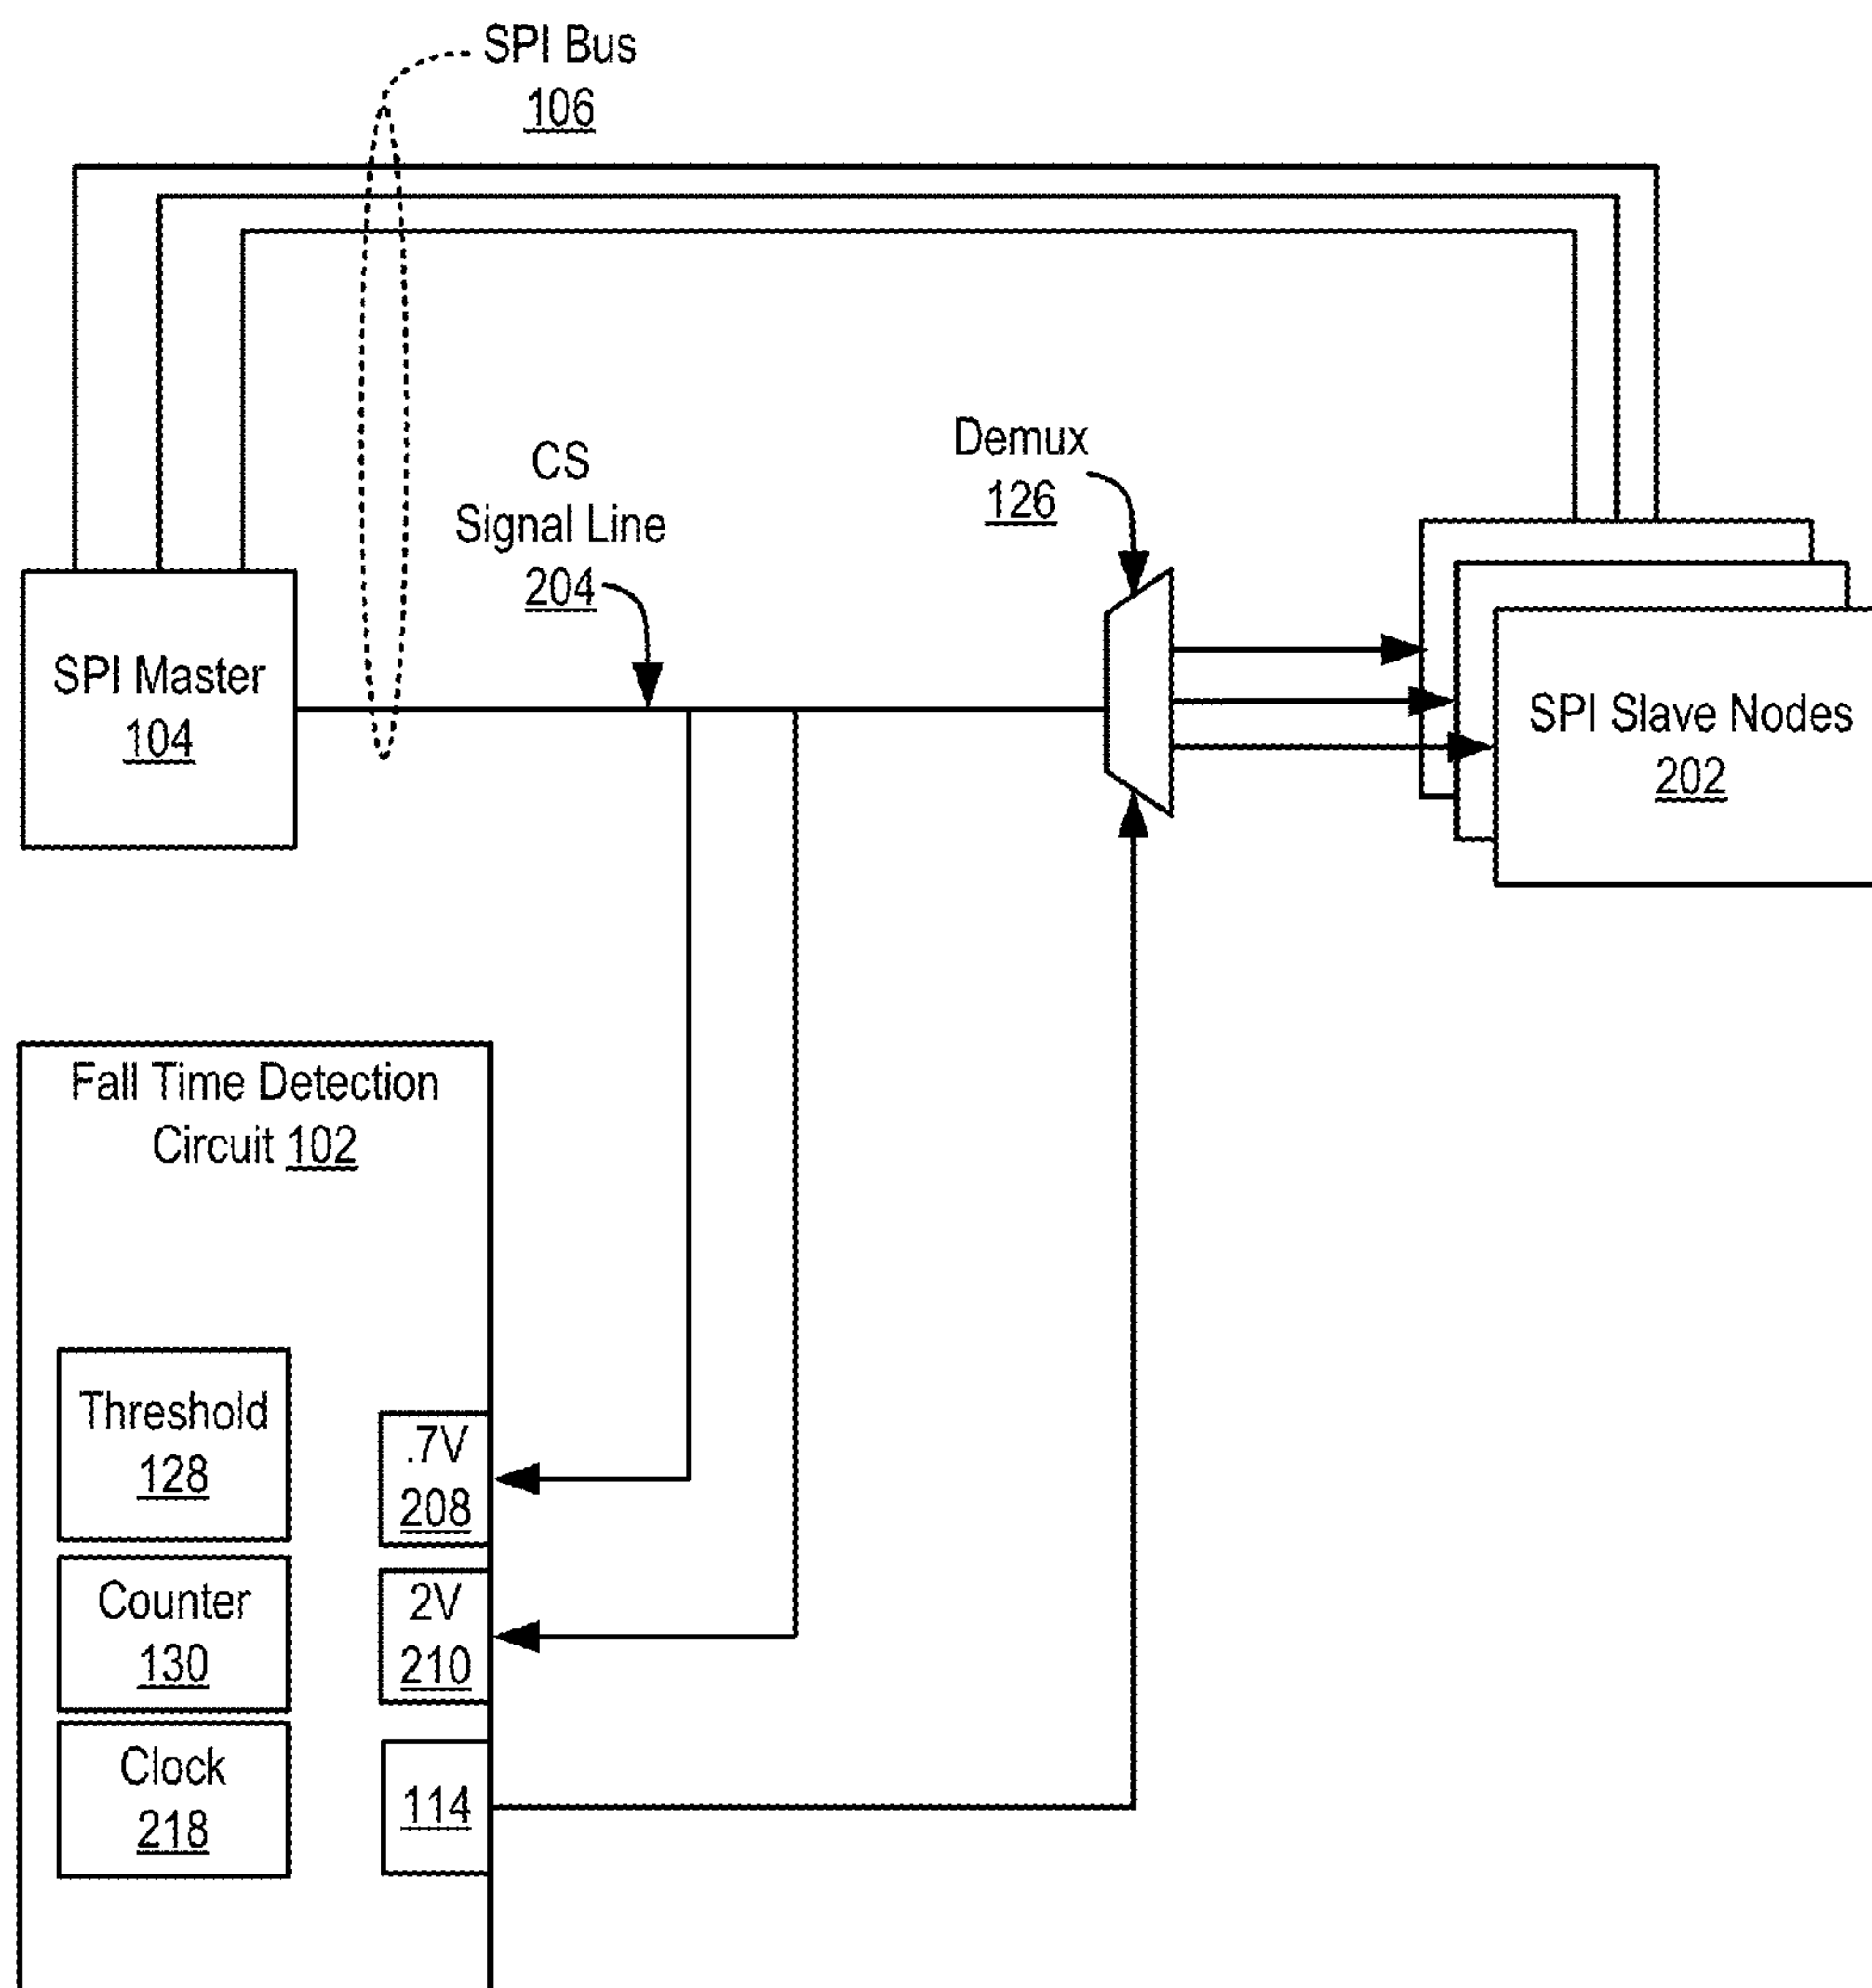 SPI Bus
106
CS
Signal Line
204
Demux
126
SPI Master
104
SPI Slave Nodes
202
Fall Time Detection
Circuit 102
Threshold
128
.7V
208
Counter
130
2V
210
Clock
218
114